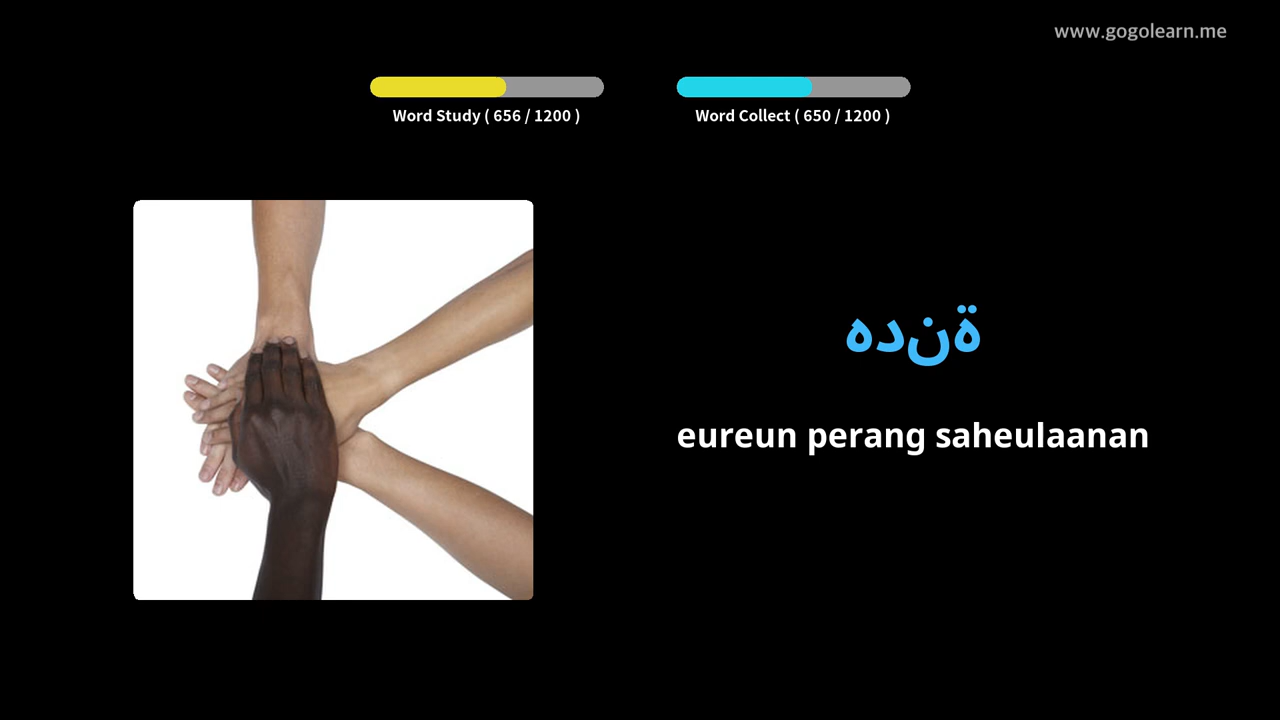 www.gogolearn.me
Word Study ( 656 / 1200 )
Word Collect ( 650 / 1200 )
هدنة
eureun perang saheulaanan